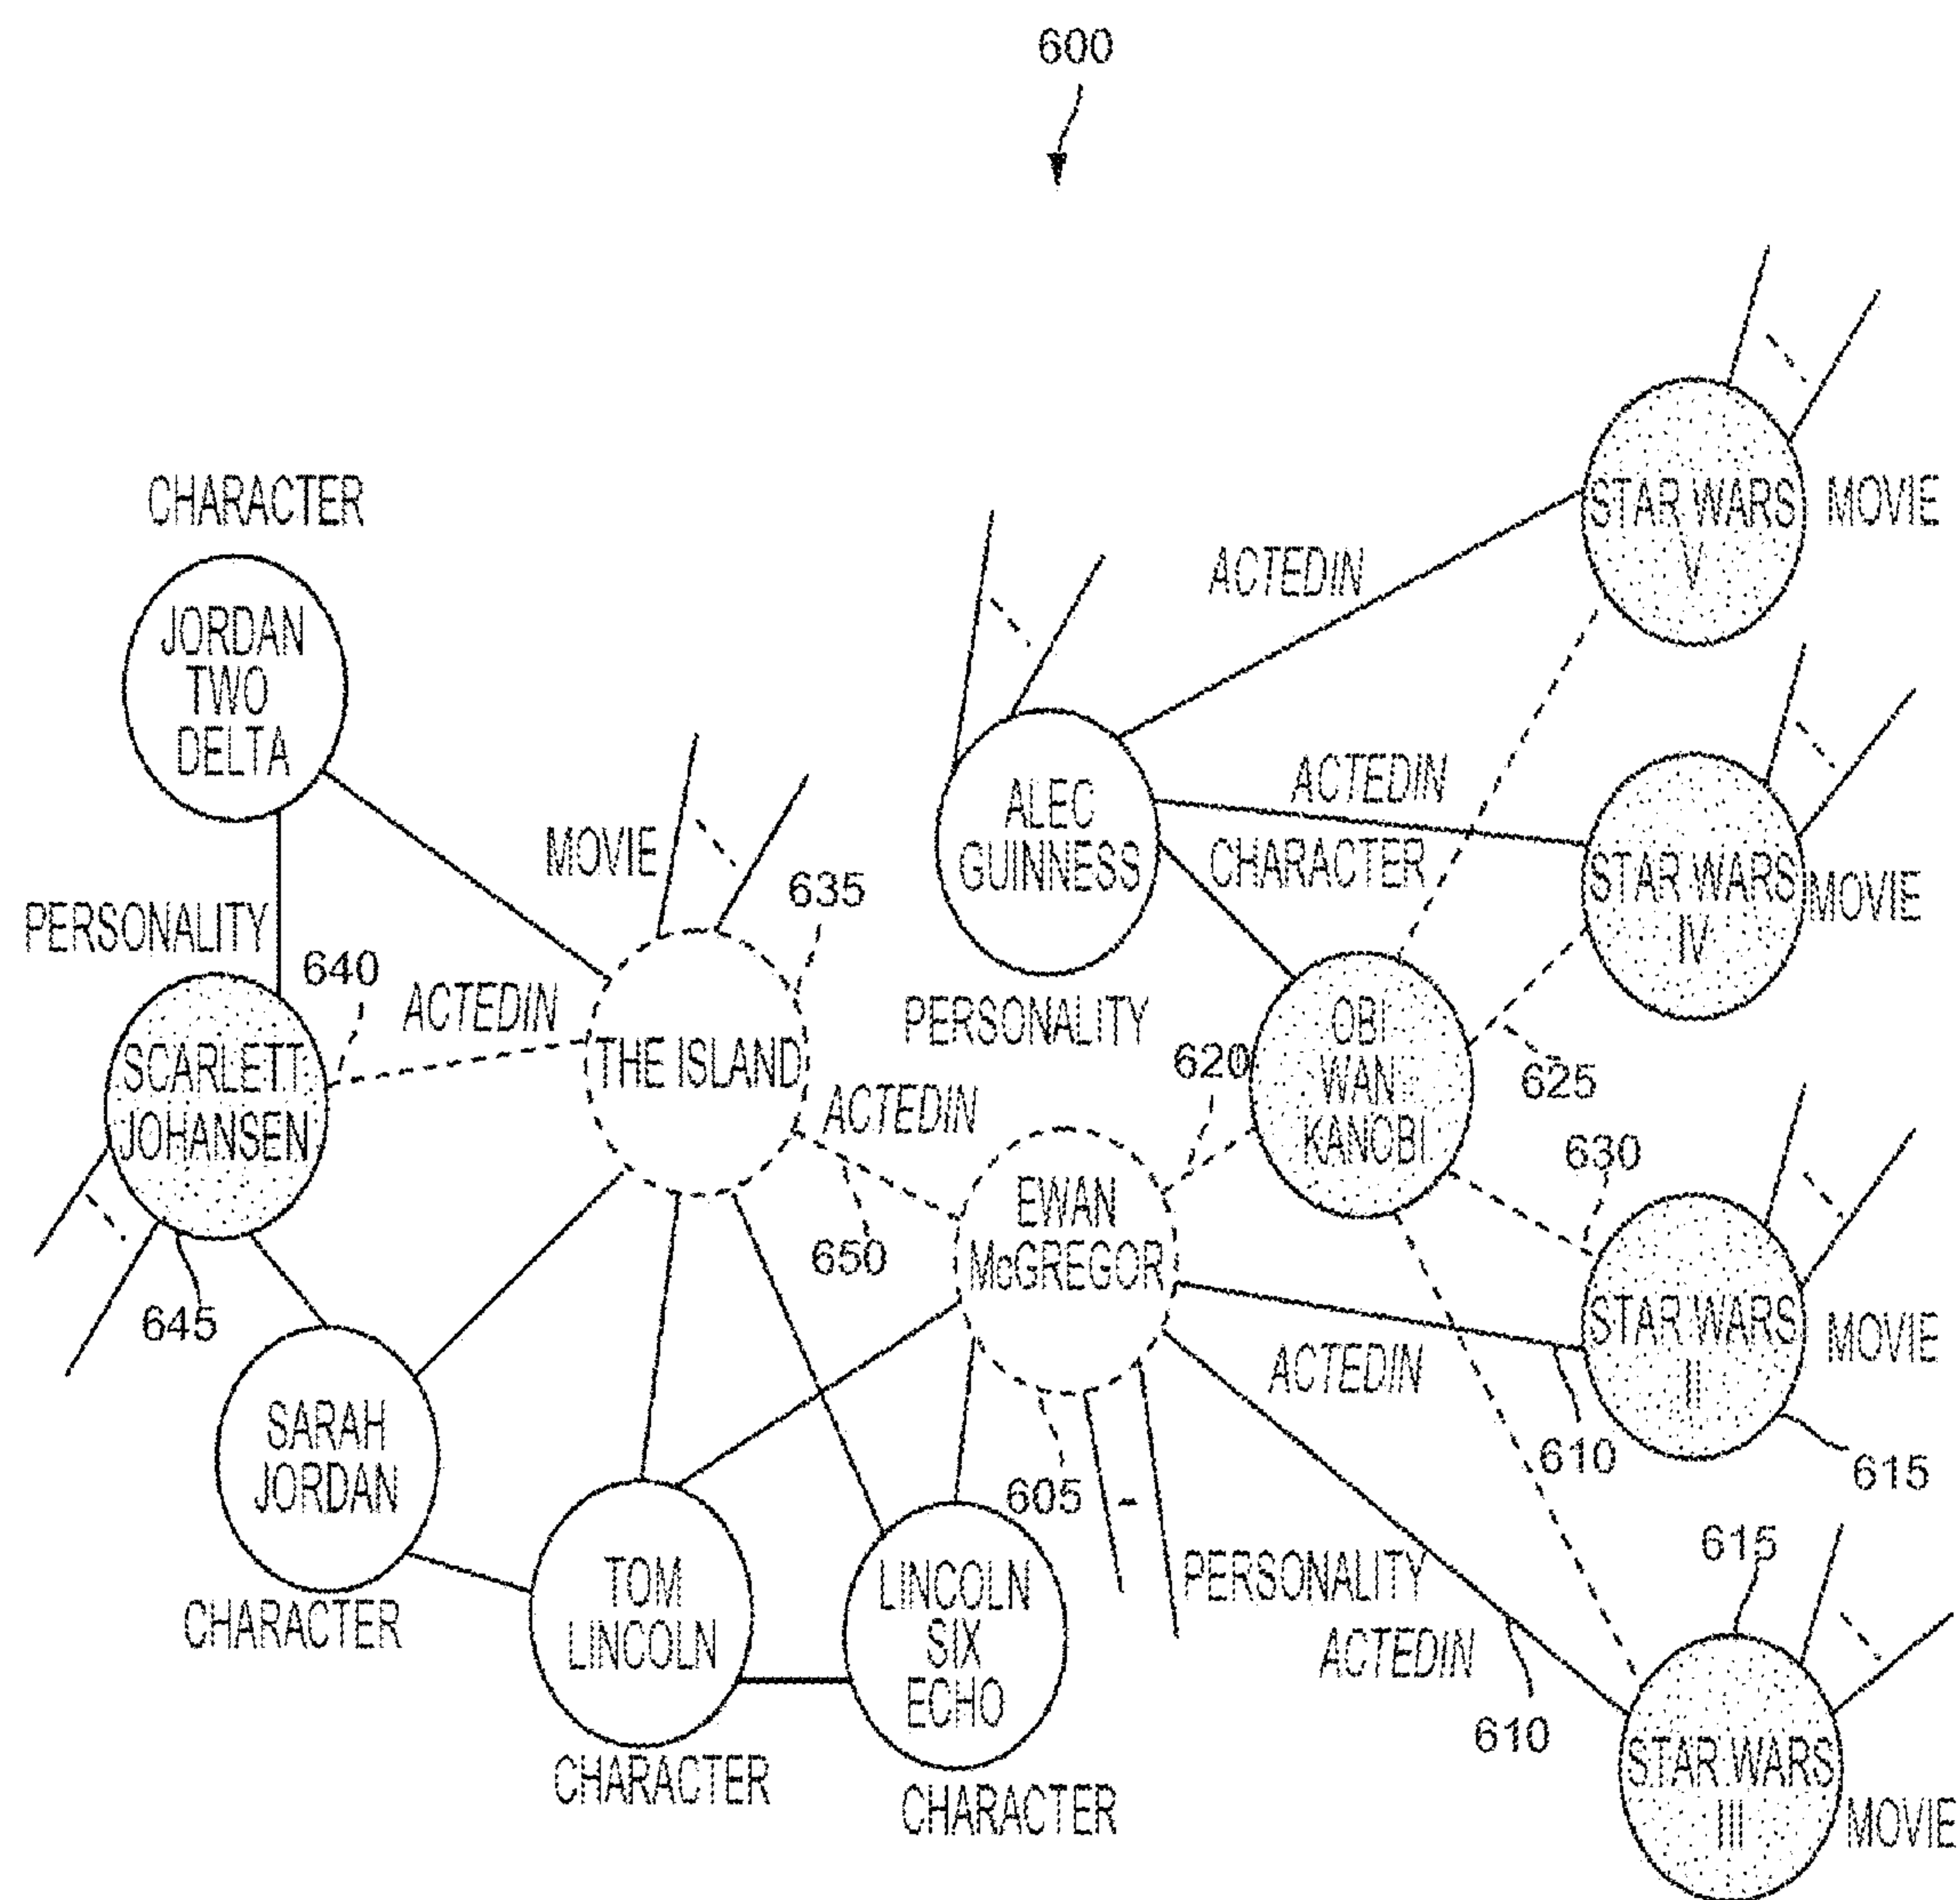 600
CHARACTER
JORDAN
TWO
DELTA
PERSONALITY
640
ACTEDIN
SCARLETT
JOHANSEN
645
MOVIE
635
THE ISLAND
ACTEDIN
650
SARAH
JORDAN
CHARACTER
TOM
LINCOLN
CHARACTER
LINCOLN
SIX
ECHO
CHARACTER
ALEC
GUINNESS
PERSONALITY
ACTEDIN
ACTEDIN
CHARACTER
620
OBI
WAN
KANOBI
625
630
EWAN
McGREGOR
605
PERSONALITY
ACTEDIN
610
ACTEDIN
610
STAR WARS
V
MOVIE
STAR WARS
IV
MOVIE
STAR WARS
II
MOVIE
615
615
STAR WARS
III
MOVIE